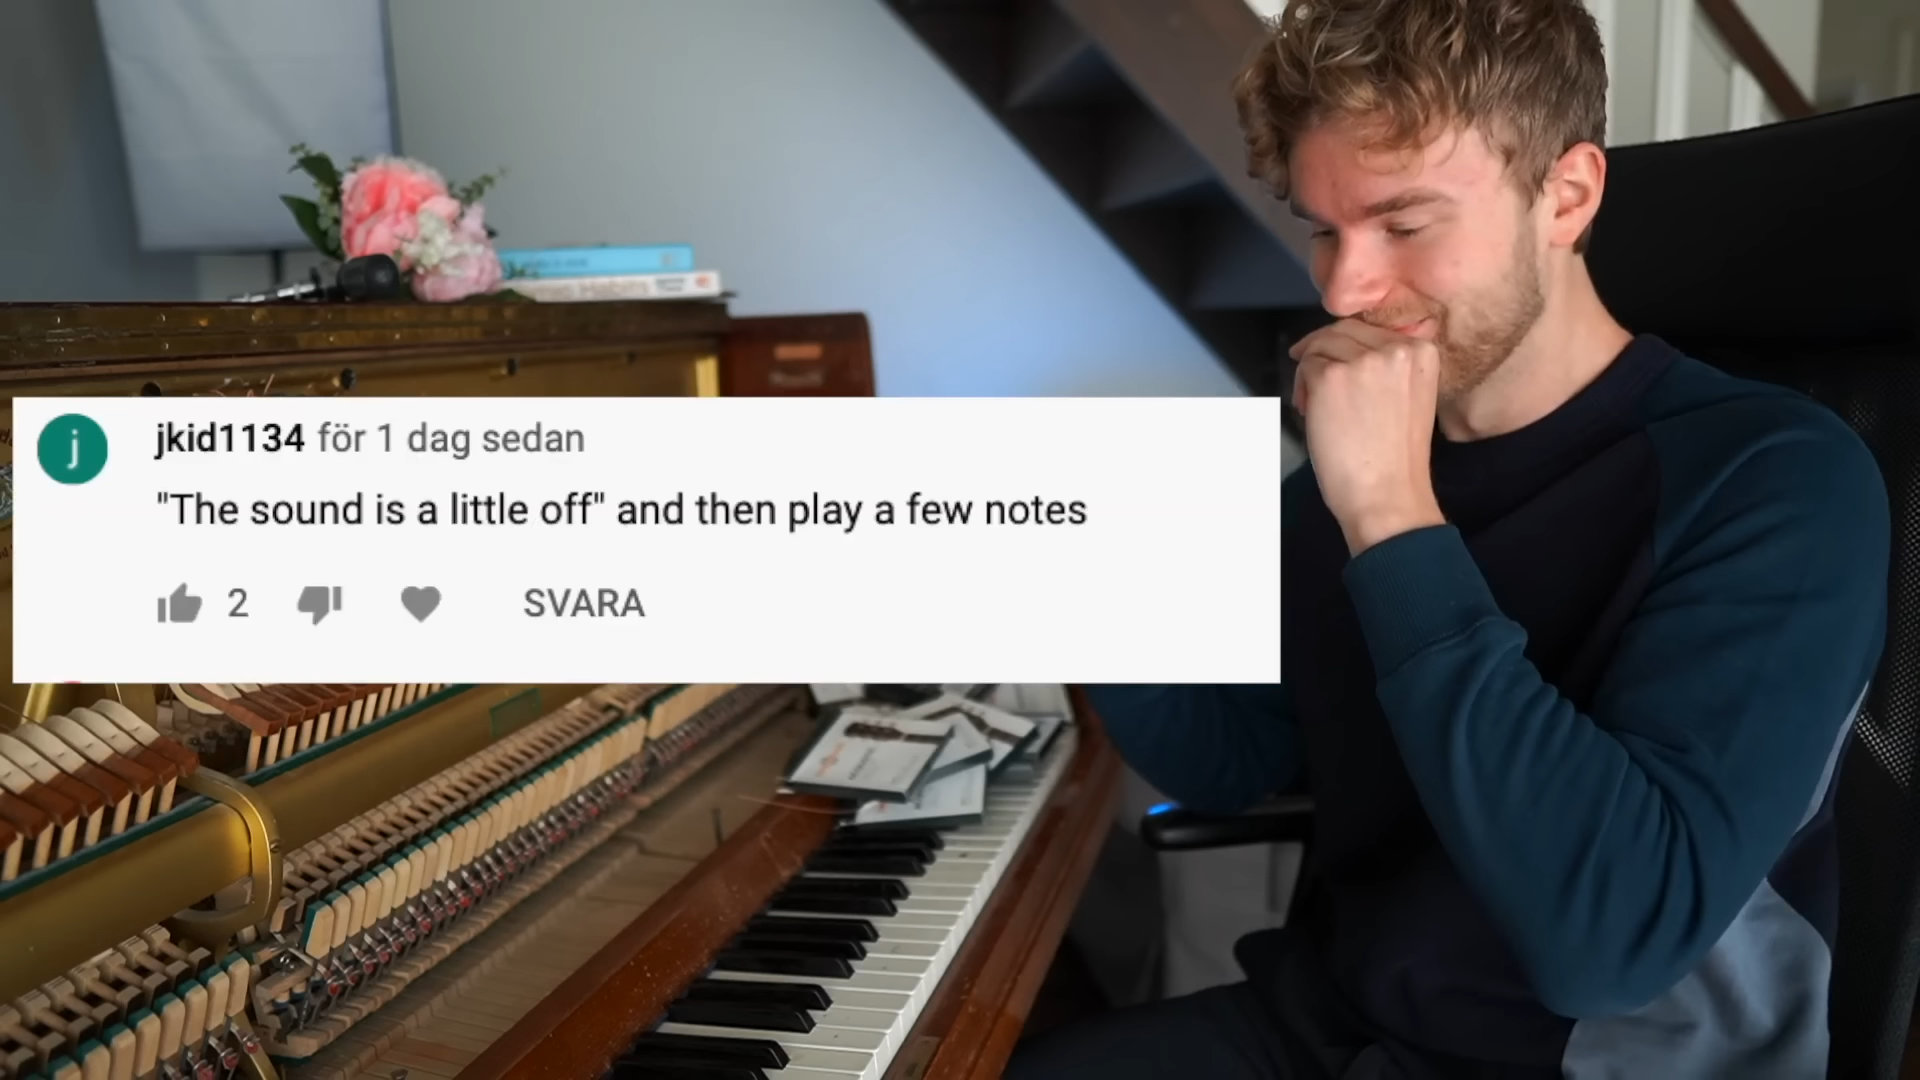 j
jkid1134 för 1 dag sedan
"The sound is a little off" and then play a few notes
2
SVARA